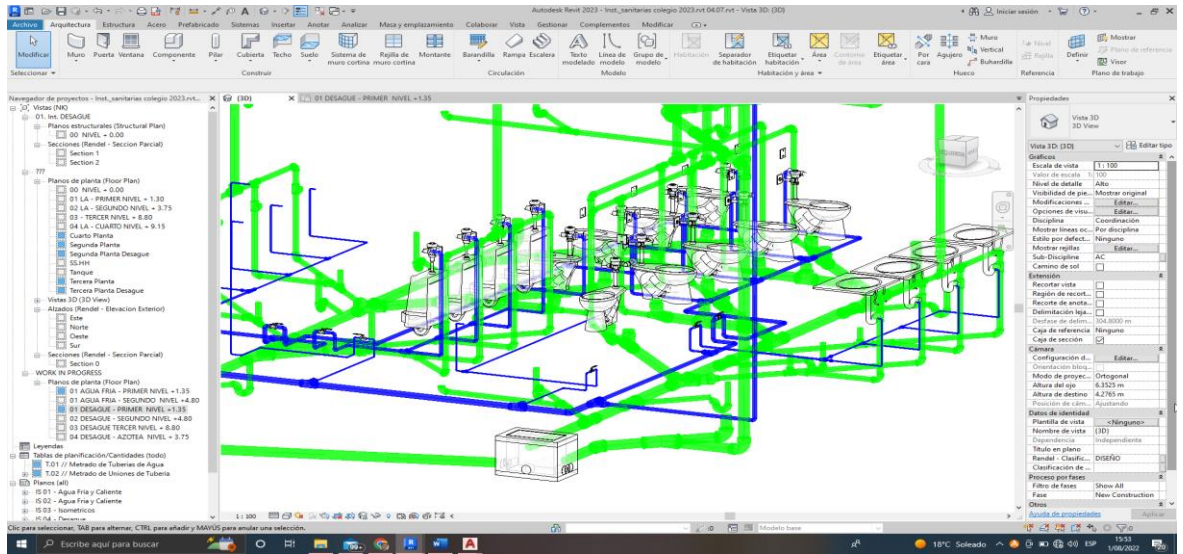 Autodesk Revit 2023 - Inst_sanitarias colegio 2023.rvt 04.07.rvt - Vista 3D: {3D}
Iniciar sesión
Archivo Arquitectura Estructura Acero Prefabricado Sistemas Insertar Anotar Analizar Masa y emplazamiento Colaborar Vista Gestionar Complementos Modificar
Modificar Muro Puerta Ventana Componente Pilar Cubierta Techo Suelo Sistema de muro cortina Rejilla de muro cortina Montante Barandilla Rampa Escalera Texto modelado Línea de modelo Grupo de modelo Habitación Separador de habitación Etiquetar habitación Área Contorno de área Etiquetar área Por cara Agujero Muro Vertical Buhardilla Nivel Rejilla Definir Mostrar Plano de referencia Visor
Seleccionar Construir Circulación Modelo Habitación y área Hueco Referencia Plano de trabajo
Navegador de proyectos - Inst_sanitarias colegio 2023.rvt...
{3D}
01 DESAGUE - PRIMER NIVEL +1.35
Vistas (NK)
01. Int. DESAGUE
Planos estructurales (Structural Plan)
00 NIVEL + 0.00
Secciones (Rendel - Seccion Parcial)
Section 1
Section 2
???
Planos de planta (Floor Plan)
00 NIVEL + 0.00
01 LA - PRIMER NIVEL + 1.30
02 LA - SEGUNDO NIVEL + 3.75
03 - TERCER NIVEL + 8.80
04 LA - CUARTO NIVEL + 9.15
Cuarto Planta
Segunda Planta
Segunda Planta Desague
SS.HH
Tanque
Tercera Planta
Tercera Planta Desague
Vistas 3D (3D View)
Alzados (Rendel - Elevacion Exterior)
Este
Norte
Oeste
Sur
Secciones (Rendel - Seccion Parcial)
Section 0
WORK IN PROGRESS
Planos de planta (Floor Plan)
01 AGUA FRIA - PRIMER NIVEL +1.35
01 AGUA FRIA - SEGUNDO NIVEL +4.80
01 DESAGUE - PRIMER NIVEL +1.35
02 DESAGUE - SEGUNDO NIVEL +4.80
03 DESAGUE TERCER NIVEL + 8.80
04 DESAGUE - AZOTEA NIVEL + 3.75
Leyendas
Tablas de planificación/Cantidades (todo)
T.01 // Metrado de Tuberias de Agua
T.02 // Metrado de Uniones de Tuberia
Planos (all)
IS 01 - Agua Fria y Caliente
IS 02 - Agua Fria y Caliente
IS 03 - Isometricos
IS 04 - Desague
Propiedades
Vista 3D
3D View
Vista 3D: {3D} Editar tipo
Gráficos
Escala de vista 1 : 100
Valor de escala 1: 100
Nivel de detalle Alto
Visibilidad de pie... Mostrar original
Modificaciones ... Editar...
Opciones de visu... Editar...
Disciplina Coordinación
Mostrar líneas oc... Por disciplina
Estilo por defect... Ninguno
Mostrar rejillas Editar...
Sub-Discipline AC
Camino de sol
Extensión
Recortar vista
Región de recort...
Recorte de anota...
Delimitación leja...
Desfase de delim... 304.8000 m
Caja de referencia Ninguno
Caja de sección
Cámara
Configuración d... Editar...
Orientación bloq...
Modo de proyec... Ortogonal
Altura del ojo 6.3525 m
Altura de destino 4.2765 m
Posición de cám... Ajustando
Datos de identidad
Plantilla de vista <Ninguno>
Nombre de vista {3D}
Dependencia Independiente
Título en plano
Rendel - Clasific... DISEÑO
Clasificación de ...
Proceso por fases
Filtro de fases Show All
Fase New Construction
Otros
Ayuda de propiedades Aplicar
1 : 100
Clic para seleccionar, TAB para alternar, CTRL para añadir y MAYÚS para anular una selección.
:0
Modelo base
Escribe aquí para buscar
18°C Soleado
ESP
15:53
1/08/2022